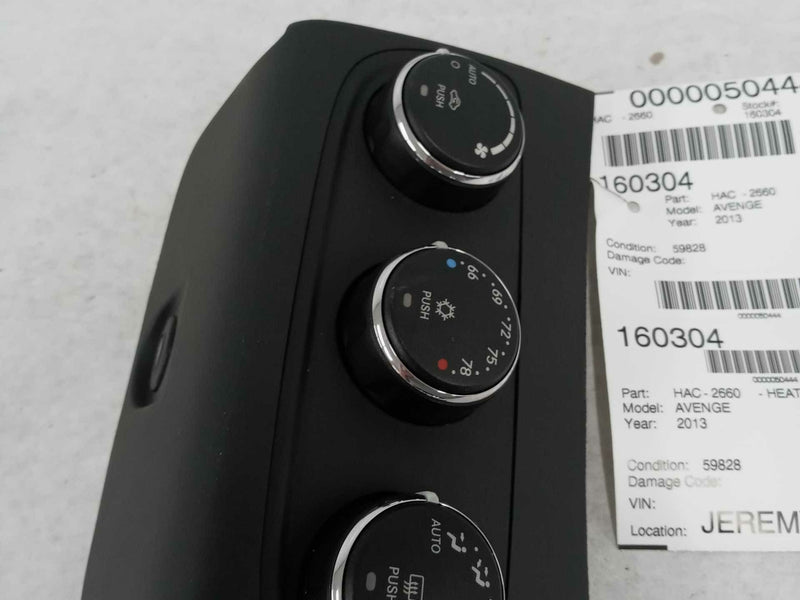 AUTO
O
PUSH
66
69
72
75
78
PUSH
AUTO
PUSH
000005044
HAC - 2660
Stock#:
160304
160304
Part: HAC - 2660
Model: AVENGE
Year: 2013
Condition: 59828
Damage Code:
VIN:
0000050444
160304
0000050444
Part: HAC - 2660 - HEAT
Model: AVENGE
Year: 2013
Condition: 59828
Damage Code:
VIN:
Location: JEREM